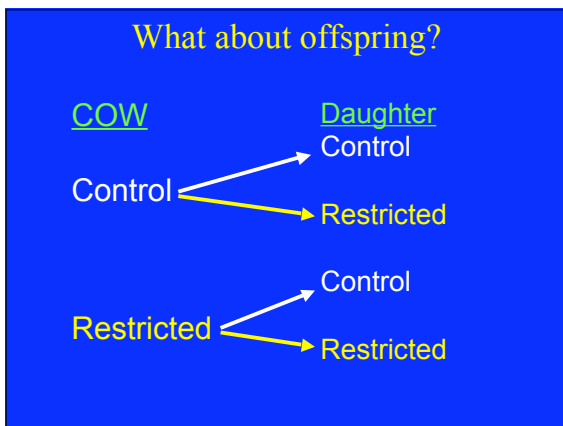 What about offspring?
COW Daughter
Control
Control
Restricted
Control
Restricted
Restricted